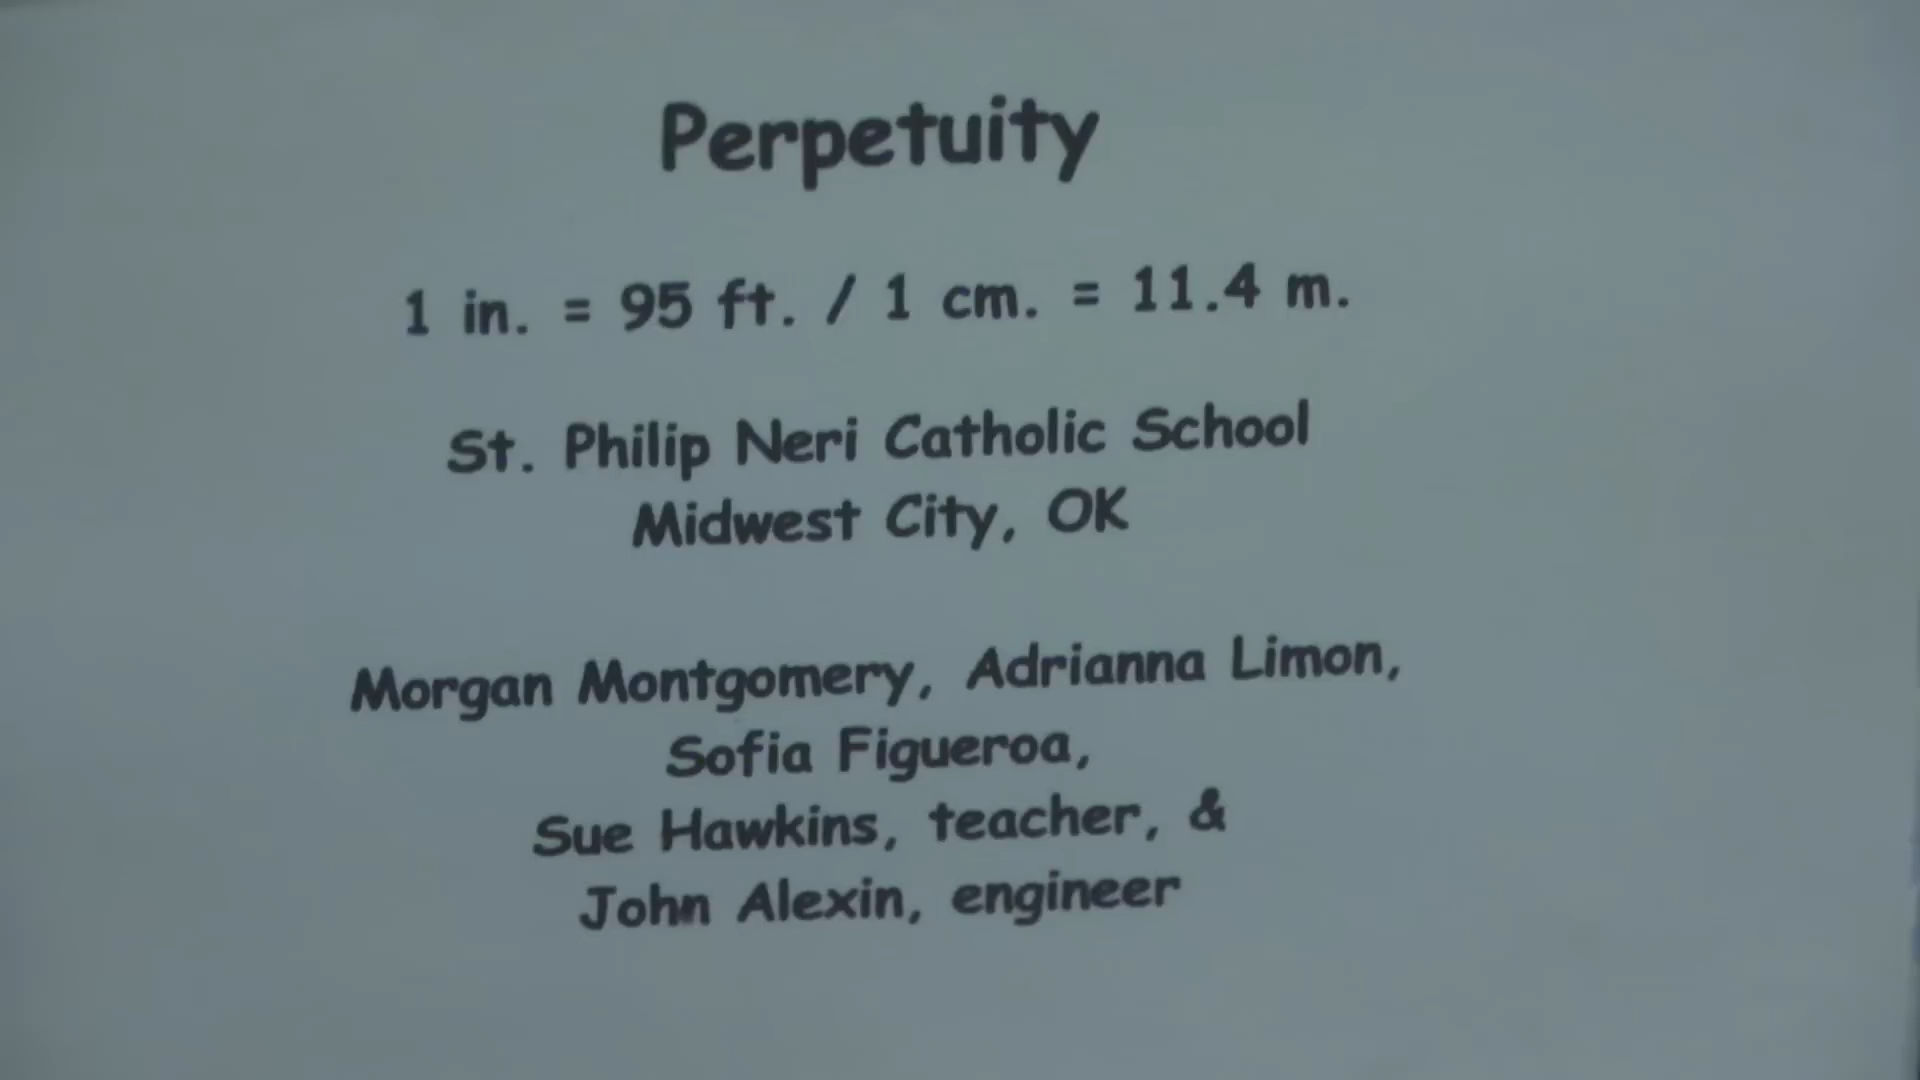 Perpetuity
1 in. = 95 ft. / 1 cm. = 11.4 m.
St. Philip Neri Catholic School
Midwest City, OK
Morgan Montgomery, Adrianna Limon,
Sofia Figueroa,
Sue Hawkins, teacher, &
John Alexin, engineer